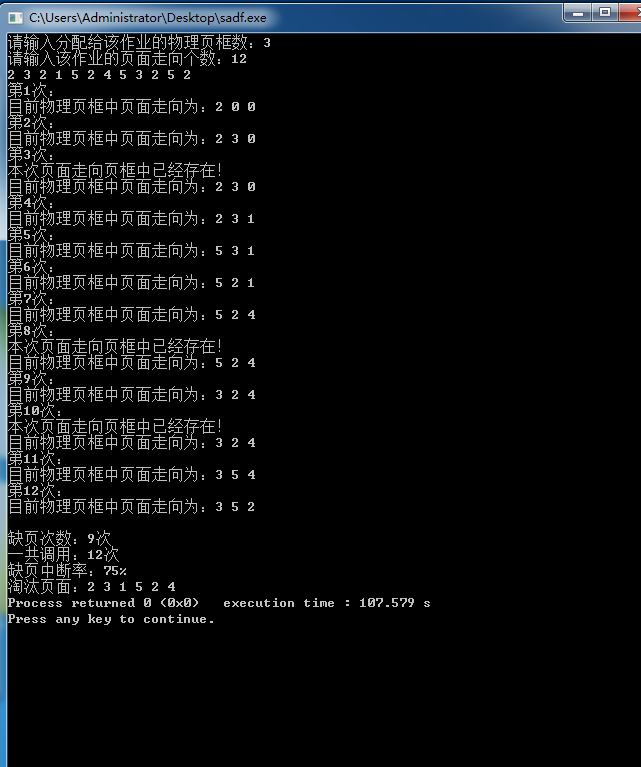 C:\Users\Administrator\Desktop\sadf.exe
请输入分配给该作业的物理页框数：3
请输入该作业的页面走向个数：12
2 3 2 1 5 2 4 5 3 2 5 2
第1次：
目前物理页框中页面走向为：2 0 0
第2次：
目前物理页框中页面走向为：2 3 0
第3次：
本次页面走向页框中已经存在！
目前物理页框中页面走向为：2 3 0
第4次：
目前物理页框中页面走向为：2 3 1
第5次：
目前物理页框中页面走向为：5 3 1
第6次：
目前物理页框中页面走向为：5 2 1
第7次：
目前物理页框中页面走向为：5 2 4
第8次：
本次页面走向页框中已经存在！
目前物理页框中页面走向为：5 2 4
第9次：
目前物理页框中页面走向为：3 2 4
第10次：
本次页面走向页框中已经存在！
目前物理页框中页面走向为：3 2 4
第11次：
目前物理页框中页面走向为：3 5 4
第12次：
目前物理页框中页面走向为：3 5 2
缺页次数：9次
一共调用：12次
缺页中断率：75%
淘汰页面：2 3 1 5 2 4
Process returned 0 (0x0)   execution time : 107.579 s
Press any key to continue.